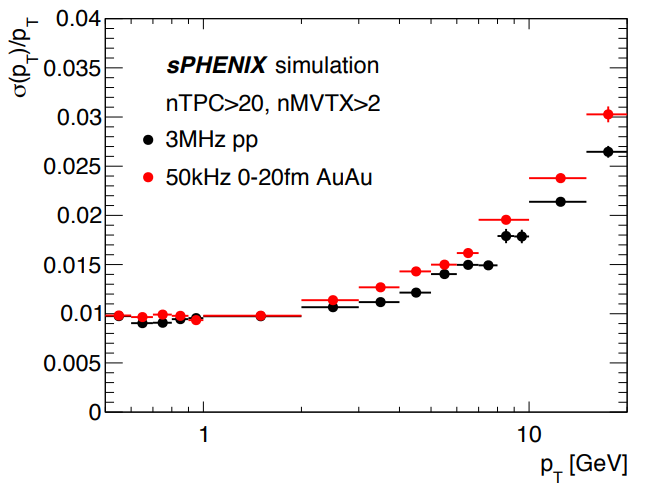 0.04
σ(p_T)/p_T
0.035
sPHENIX simulation
nTPC>20, nMVTX>2
0.03
3MHz pp
50kHz 0-20fm AuAu
0.025
0.02
0.015
0.01
0.005
0
1
10
p_T [GeV]